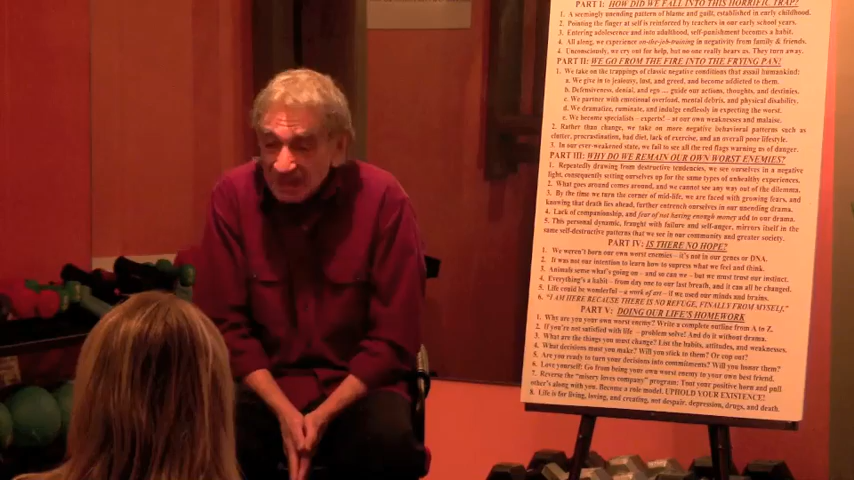 PART I: HOW DID WE FALL INTO THIS HORRIFIC TRAP?
1. A seemingly unending pattern of blame and guilt, established in early childhood.
2. Pointing the finger at self is reinforced by teachers in our early school years.
3. Entering adolescence and into adulthood, self-punishment becomes a habit.
4. All along, we experience on-the-job-training in negativity from family & friends.
5. Unconsciously, we cry out for help, but no one really hears us. They turn away.
PART II: WE GO FROM THE FIRE INTO THE FRYING PAN!
1. We take on the trappings of classic negative conditions that assail humankind:
a. We give in to jealousy, lust, and greed, and become addicted to them.
b. Defensiveness, denial, and ego ... guide our actions, thoughts, and destinies.
c. We partner with emotional overload, mental debris, and physical disability.
d. We dramatize, ruminate, and indulge endlessly in expecting the worst.
e. We become specialists - experts! - at our own weaknesses and malaise.
2. Rather than change, we take on more negative behavioral patterns such as
clutter, procrastination, bad diet, lack of exercise, and an overall poor lifestyle.
3. In our ever-weakened state, we fail to see all the red flags warning us of danger.
PART III: WHY DO WE REMAIN OUR OWN WORST ENEMIES?
1. Repeatedly drawing from destructive tendencies, we see ourselves in a negative
light, consequently setting ourselves up for the same types of unhealthy experiences.
2. What goes around comes around, and we cannot see any way out of the dilemma.
3. By the time we turn the corner of mid-life, we are faced with growing fears, and
knowing that death lies ahead, further entrench ourselves in our unending drama.
4. Lack of companionship, and fear of not having enough money add to our drama.
5. This personal dynamic, fraught with failure and self-anger, mirrors itself in the
same self-destructive patterns that we see in our community and greater society.
PART IV: IS THERE NO HOPE?
1. We weren't born our own worst enemies - it's not in our genes or DNA.
2. It was not our intention to learn how to supress what we feel and think.
3. Animals sense what's going on - and so can we - but we must trust our instinct.
4. Everything's a habit - from day one to our last breath, and it can all be changed.
5. Life could be wonderful - a work of art - if we used our minds and brains.
6. "I AM HERE BECAUSE THERE IS NO REFUGE, FINALLY, FROM MYSELF."
PART V: DOING OUR LIFE'S HOMEWORK
1. Why are you your own worst enemy? Write a complete outline from A to Z.
2. If you're not satisfied with life - problem solve! And do it without drama.
3. What are the things you must change? List the habits, attitudes, and weaknesses.
4. What decisions must you make? Will you stick to them? Or cop out?
5. Are you ready to turn your decisions into commitments? Will you honor them?
6. Love yourself: Go from being your own worst enemy to your own best friend.
7. Reverse the "misery loves company" program: Toot your positive horn and pull
other's along with you. Become a role model. UPHOLD YOUR EXISTENCE!
8. Life is for living, loving, and creating, not despair, depression, drugs, and death.